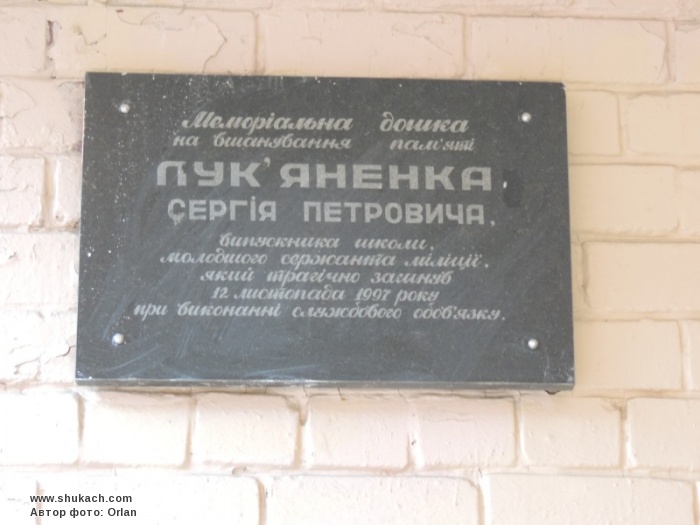 Меморіальна дошка
на вшанування пам'яті
ЛУК'ЯНЕНКА
СЕРГІЯ ПЕТРОВИЧА,
випускника школи,
молодшого сержанта міліції,
який трагічно загинув
12 листопада 1997 року
при виконанні службового обов'язку.
www.shukach.com
Автор фото: Orlan